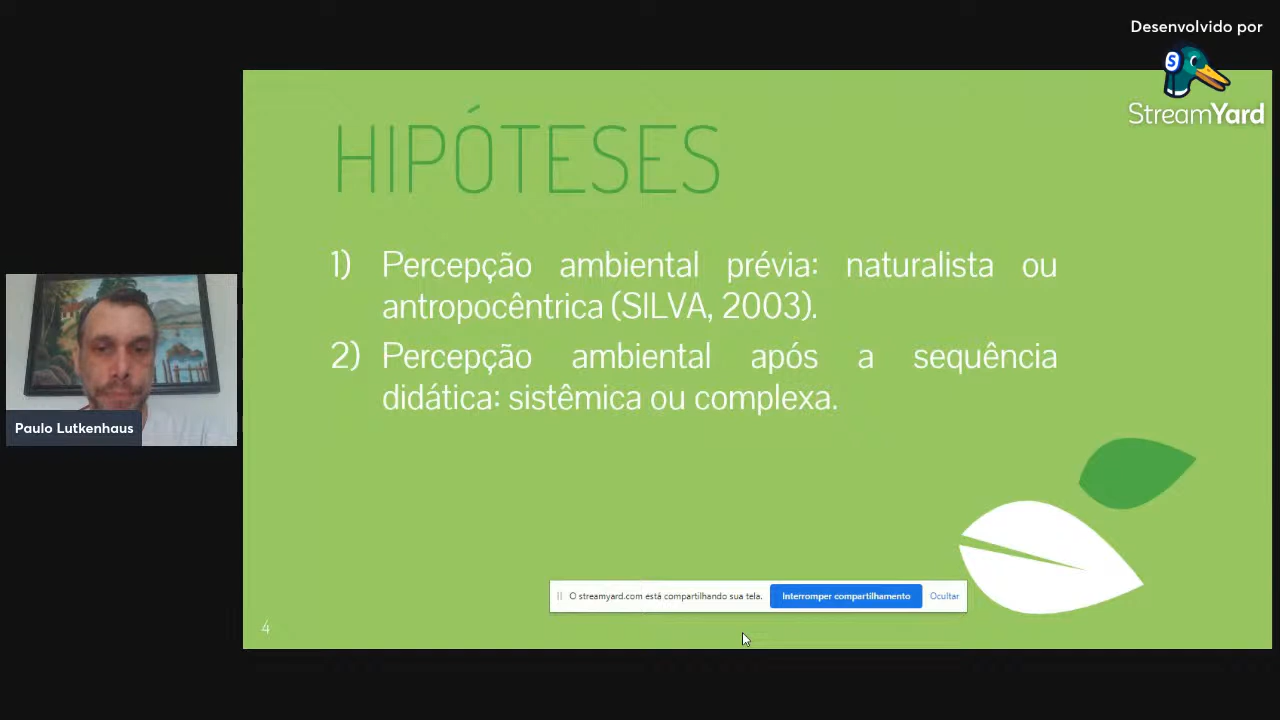 Desenvolvido por
StreamYard
HIPÓTESES
1) Percepção ambiental prévia: naturalista ou
antropocêntrica (SILVA, 2003).
2) Percepção ambiental após a sequência
didática: sistêmica ou complexa.
Paulo Lutkenhaus
O streamyard.com está compartilhando sua tela. Interromper compartilhamento Ocultar
4